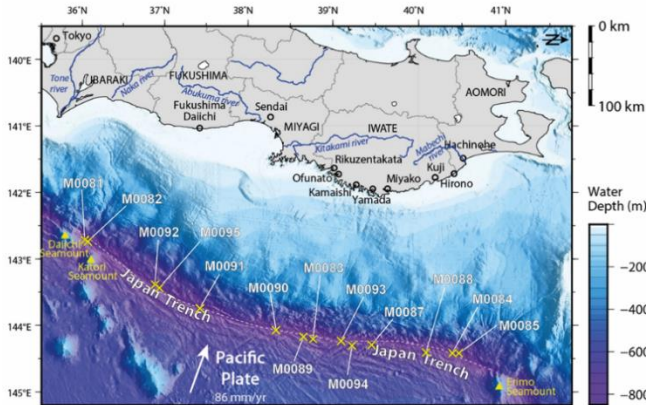 36°N
37°N
38°N
39°N
40°N
41°N
0 km
100 km
N
140°E
141°E
142°E
143°E
144°E
145°E
Tokyo
Tone
river
IBARAKI
Naka river
FUKUSHIMA
Abukuma river
Fukushima
Daiichi
Sendai
MIYAGI
IWATE
Kitakami river
AOMORI
Mabechi
river
Hachinohe
Rikuzentakata
Ofunato
Kamaishi
Yamada
Miyako
Kuji
Hirono
M0081
M0082
Daiichi
Seamount
Katori
Seamount
M0092
M0095
M0091
M0090
M0083
M0093
M0088
M0084
M0087
M0085
M0089
M0094
Japan Trench
Japan Trench
Pacific
Plate
86 mm/yr
Erimo
Seamount
Water
Depth (m)
0
−200
−400
−600
−800